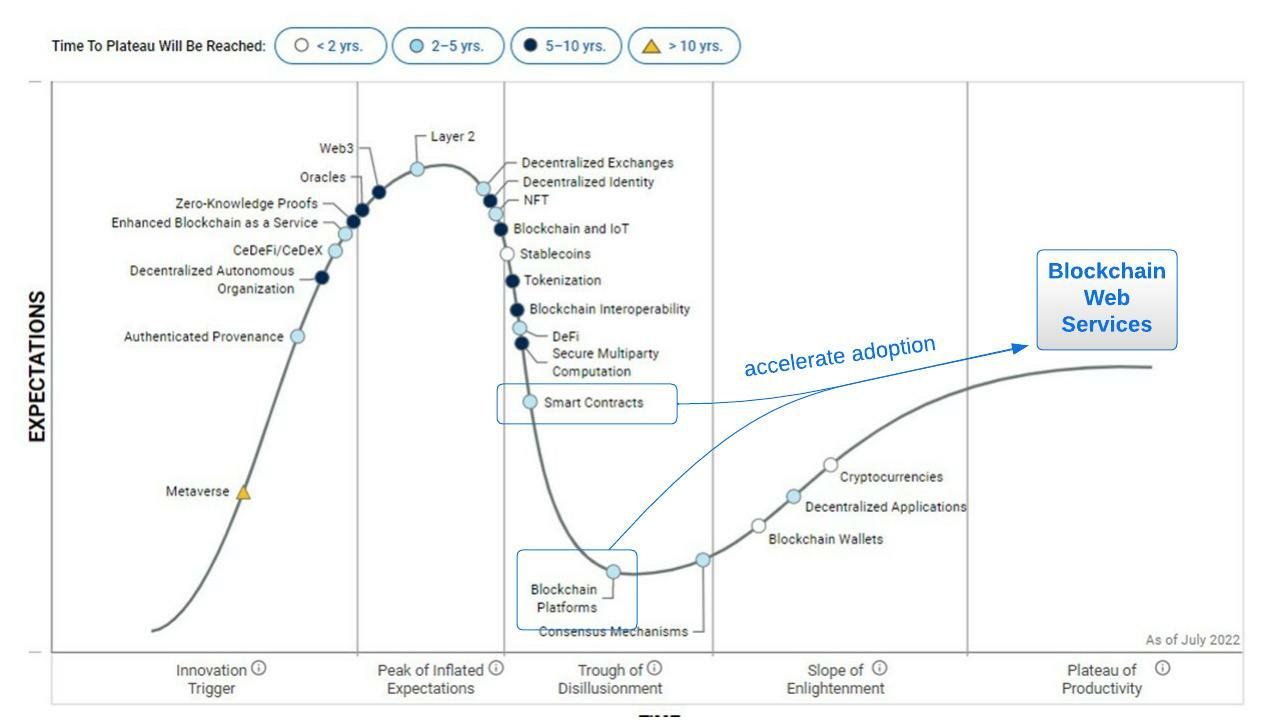 Time To Plateau Will Be Reached: < 2 yrs. 2–5 yrs. 5–10 yrs. > 10 yrs.
EXPECTATIONS
Layer 2
Web3
Oracles
Zero-Knowledge Proofs
Enhanced Blockchain as a Service
CeDeFi/CeDeX
Decentralized Autonomous
Organization
Authenticated Provenance
Metaverse
Decentralized Exchanges
Decentralized Identity
NFT
Blockchain and IoT
Stablecoins
Tokenization
Blockchain Interoperability
DeFi
Secure Multiparty
Computation
Smart Contracts
Blockchain
Platforms
Consensus Mechanisms
accelerate adoption
Blockchain
Web
Services
Cryptocurrencies
Decentralized Applications
Blockchain Wallets
As of July 2022
Innovation
Trigger
Peak of Inflated
Expectations
Trough of
Disillusionment
Slope of
Enlightenment
Plateau of
Productivity